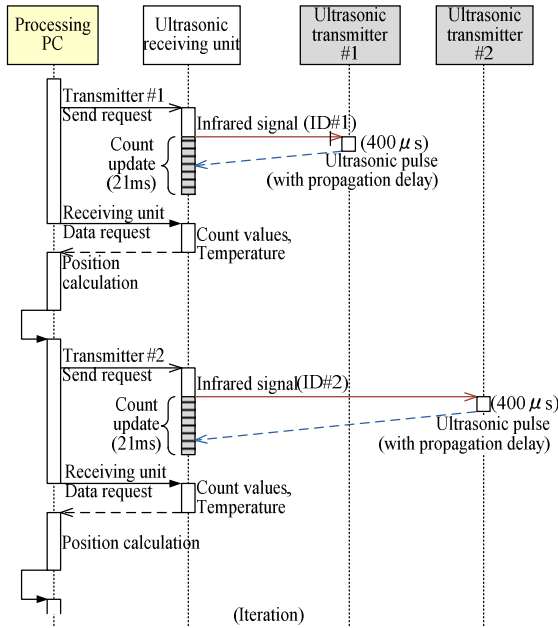 Processing
PC
Ultrasonic
receiving unit
Ultrasonic
transmitter
#1
Ultrasonic
transmitter
#2
Transmitter #1
Send request
Infrared signal (ID#1)
(400μs)
Count
update
(21ms)
Ultrasonic pulse
(with propagation delay)
Receiving unit
Data request
Count values,
Temperature
Position
calculation
Transmitter #2
Send request
Infrared signal(ID#2)
(400μs)
Count
update
(21ms)
Ultrasonic pulse
(with propagation delay)
Receiving unit
Data request
Count values,
Temperature
Position calculation
(Iteration)